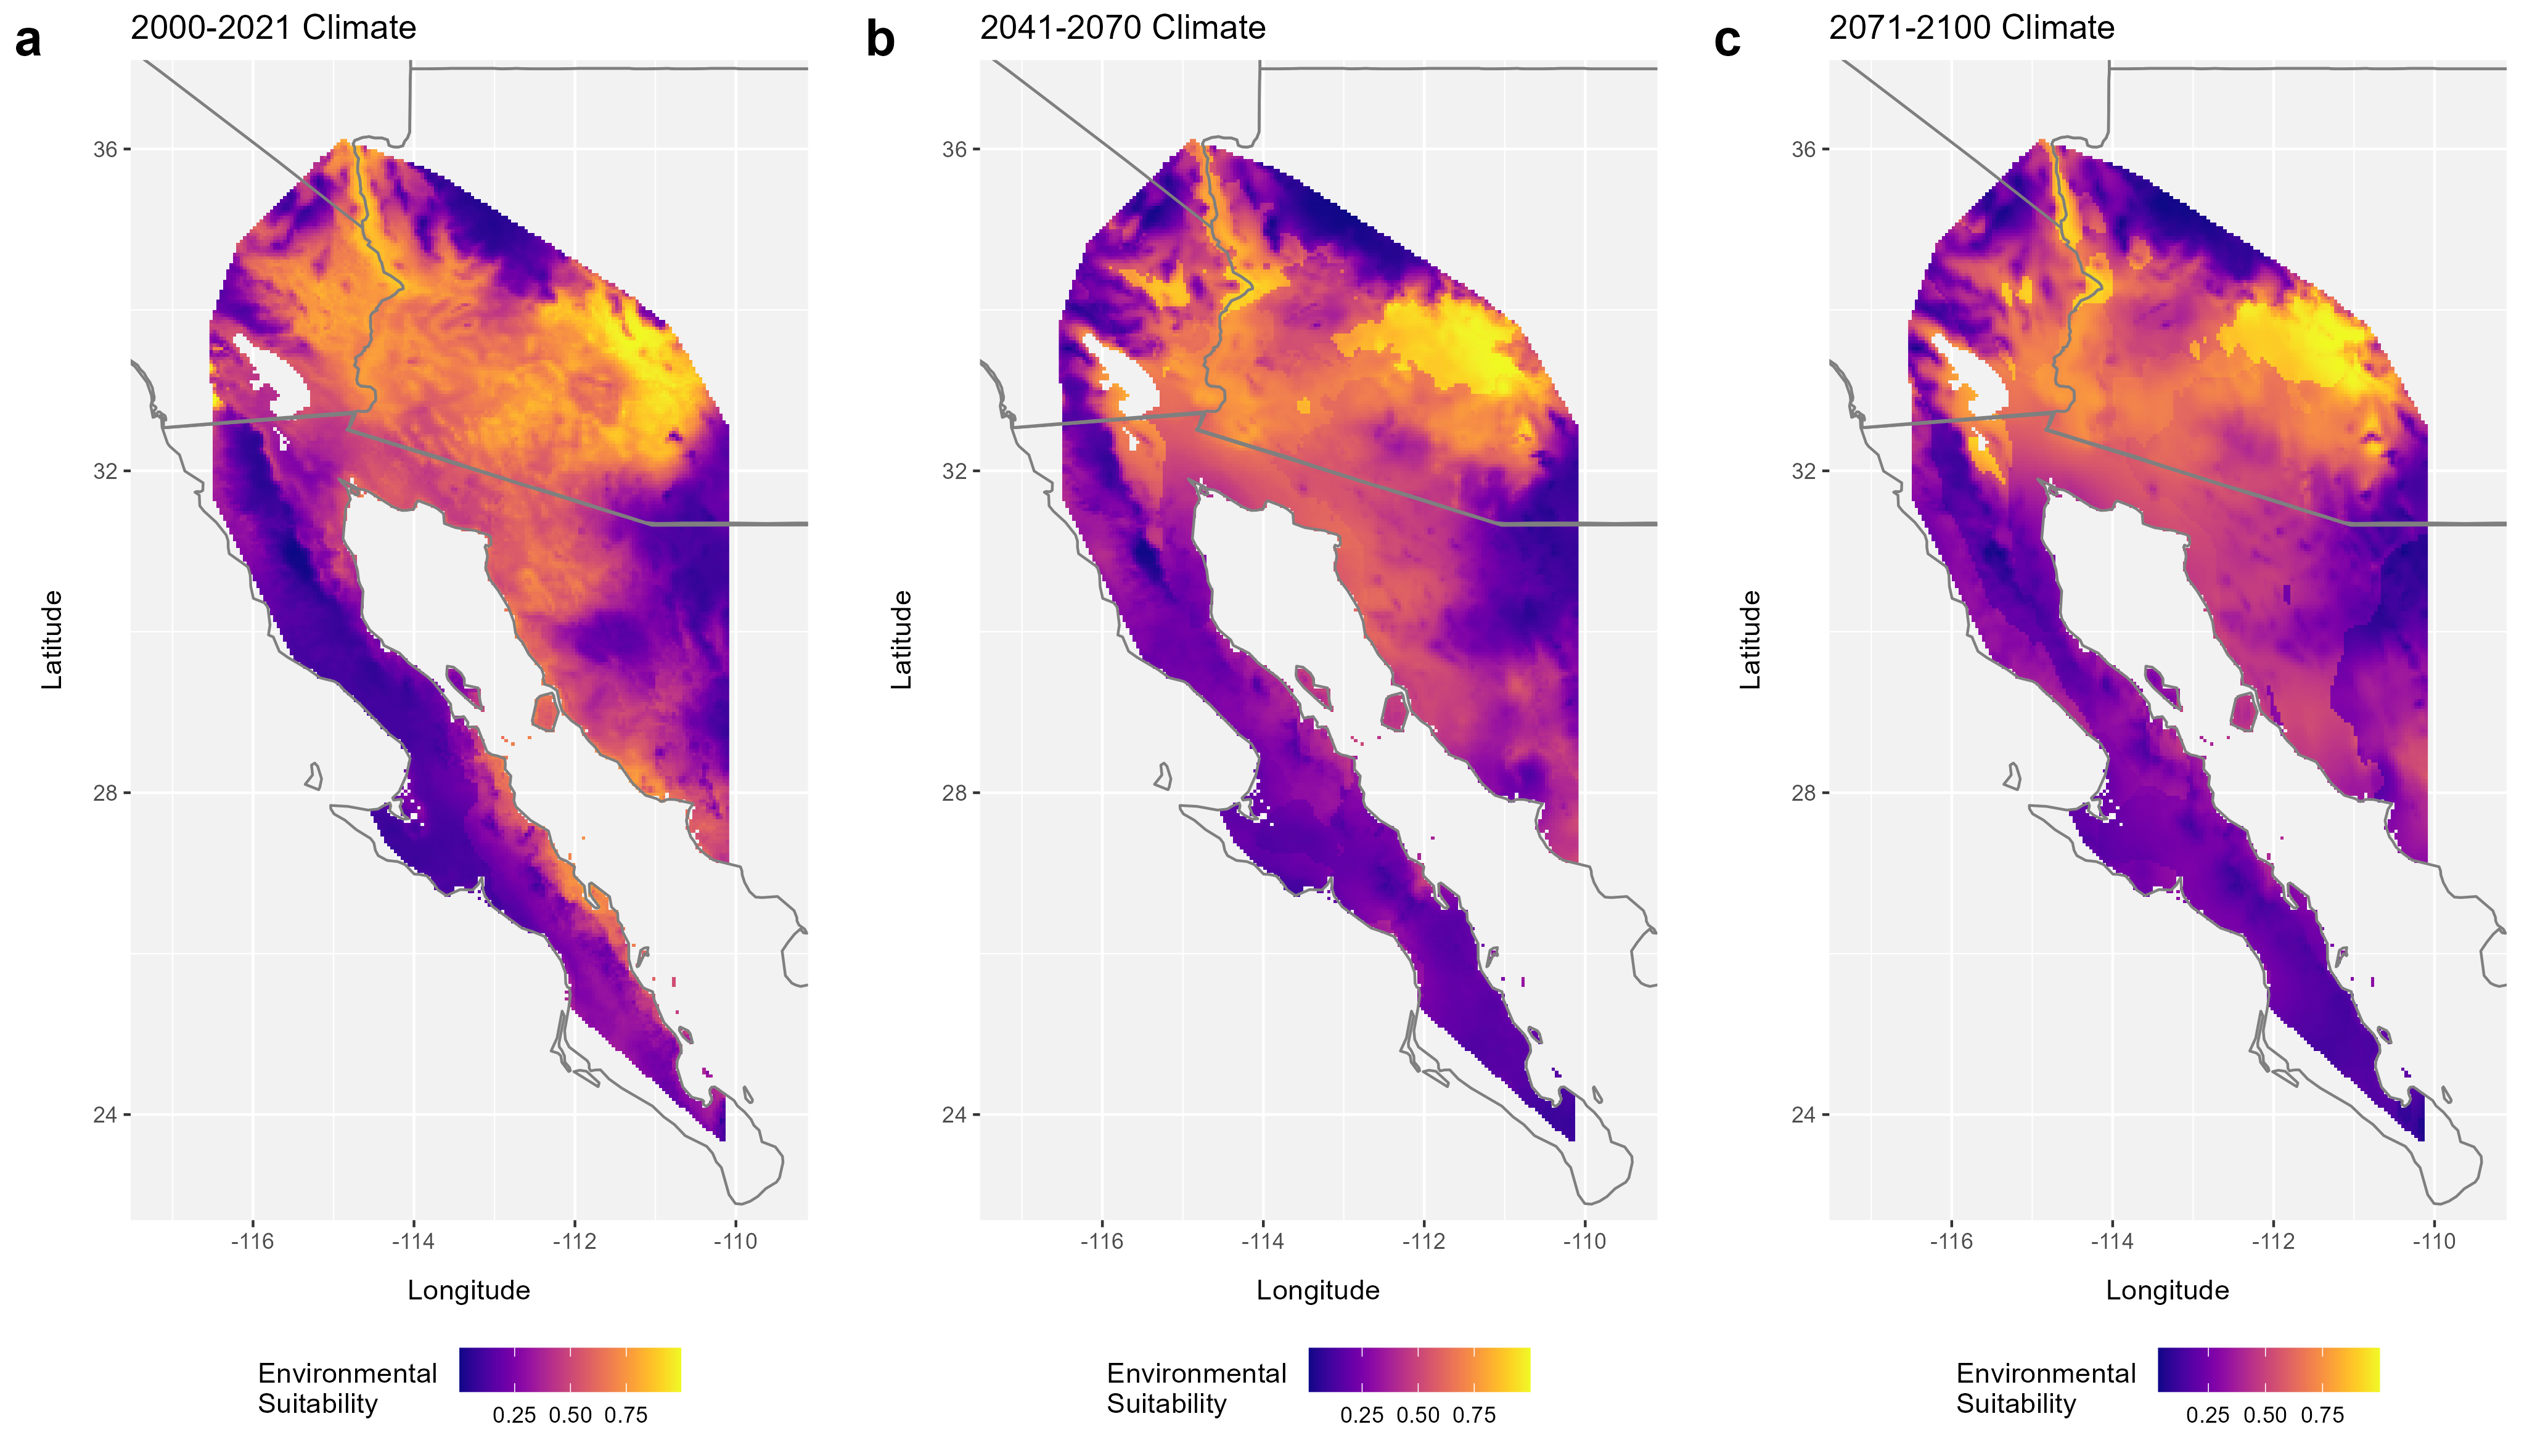 a
2000-2021 Climate
36
32
28
24
Latitude
-116 -114 -112 -110
Longitude
Environmental
Suitability
0.25 0.50 0.75
b
2041-2070 Climate
36
32
28
24
Latitude
-116 -114 -112 -110
Longitude
Environmental
Suitability
0.25 0.50 0.75
c
2071-2100 Climate
36
32
28
24
Latitude
-116 -114 -112 -110
Longitude
Environmental
Suitability
0.25 0.50 0.75